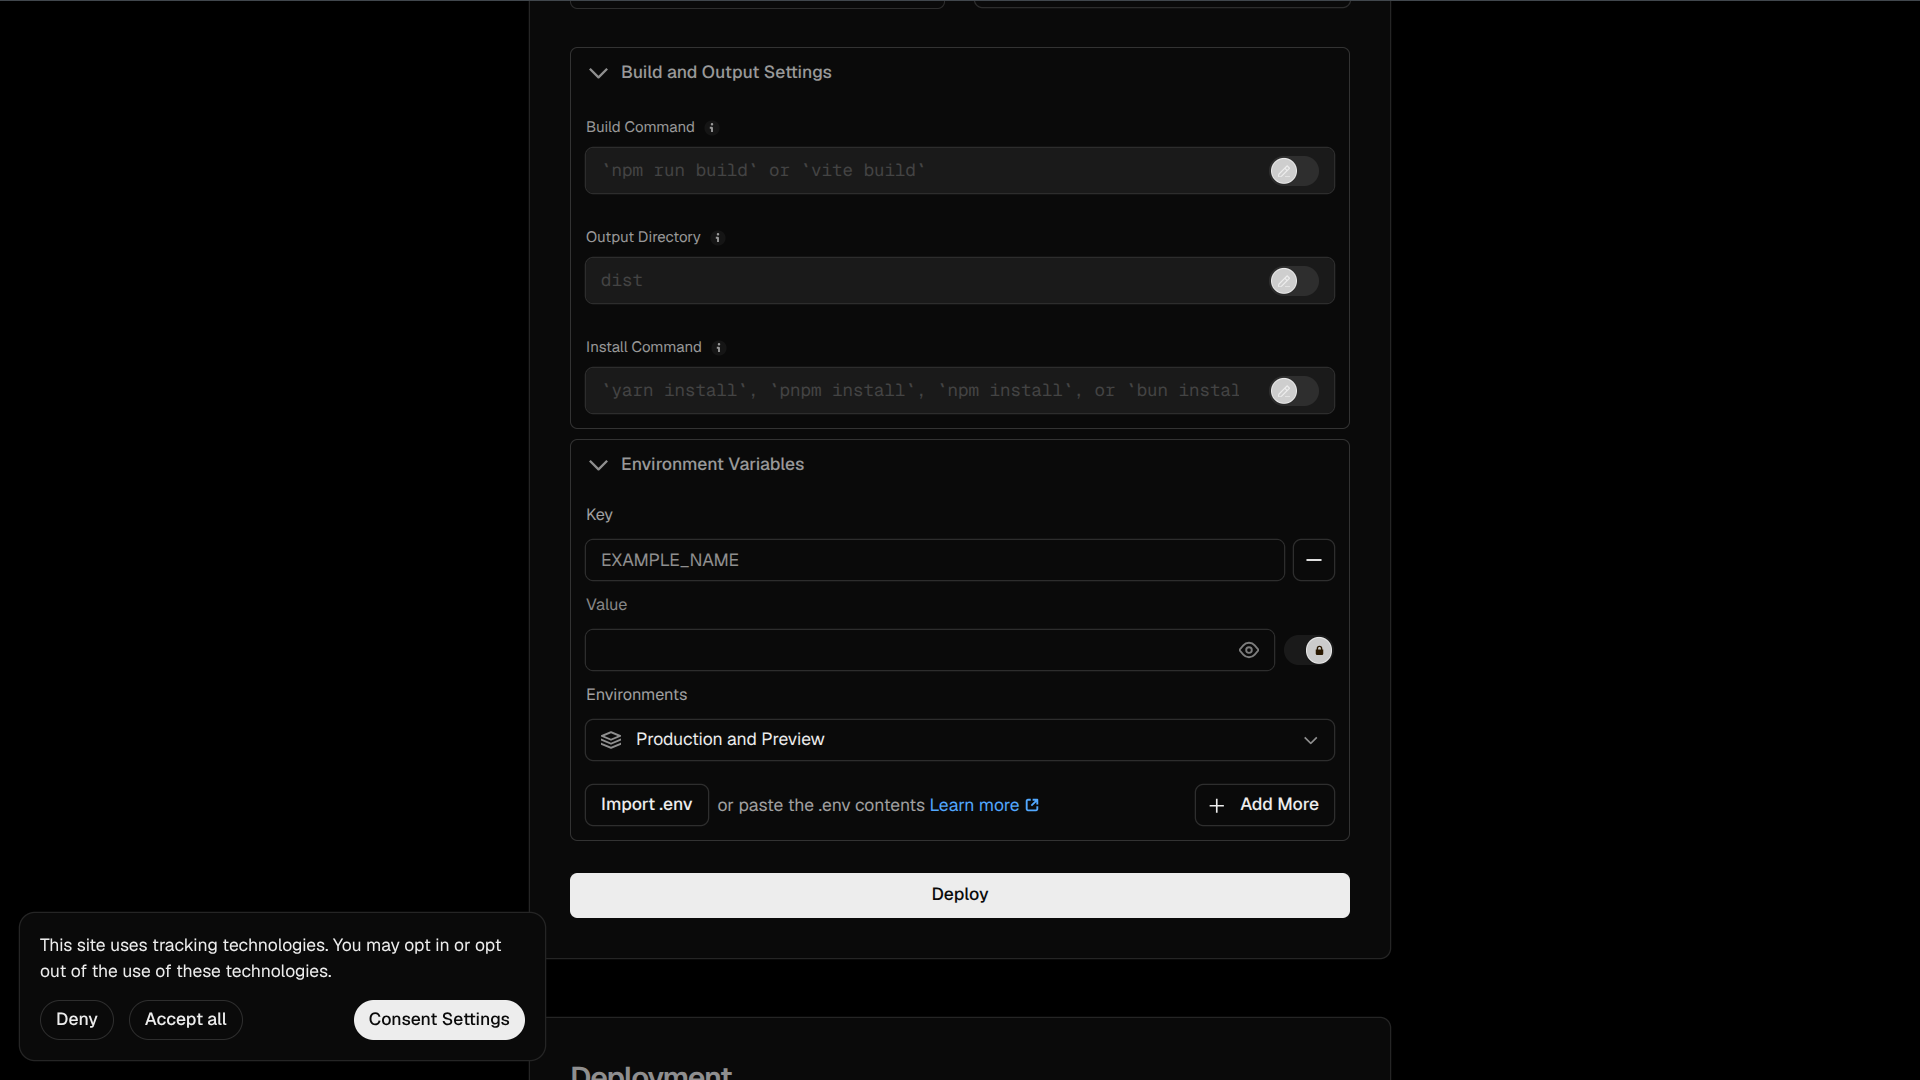 Build and Output Settings
Build Command
`npm run build` or `vite build`
Output Directory
dist
Install Command
`yarn install`, `pnpm install`, `npm install`, or `bun instal
Environment Variables
Key
EXAMPLE_NAME
Value
Environments
Production and Preview
Import .env or paste the .env contents Learn more
Add More
Deploy
This site uses tracking technologies. You may opt in or opt
out of the use of these technologies.
Deny
Accept all
Consent Settings
Deployment